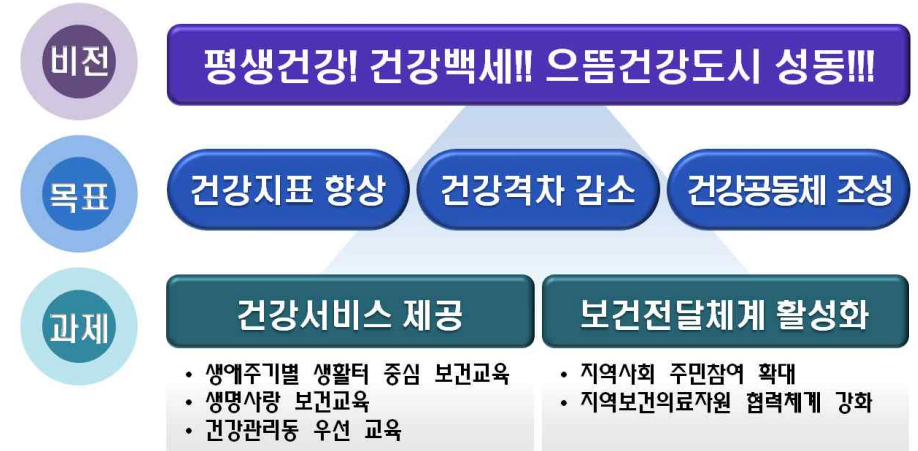 비전
평생건강! 건강백세!! 으뜸건강도시 성동!!!
목표
건강지표 향상
건강격차 감소
건강공동체 조성
과제
건강서비스 제공
• 생애주기별 생활터 중심 보건교육
• 생명사랑 보건교육
• 건강관리동 우선 교육
보건전달체계 활성화
• 지역사회 주민참여 확대
• 지역보건의료자원 협력체계 강화